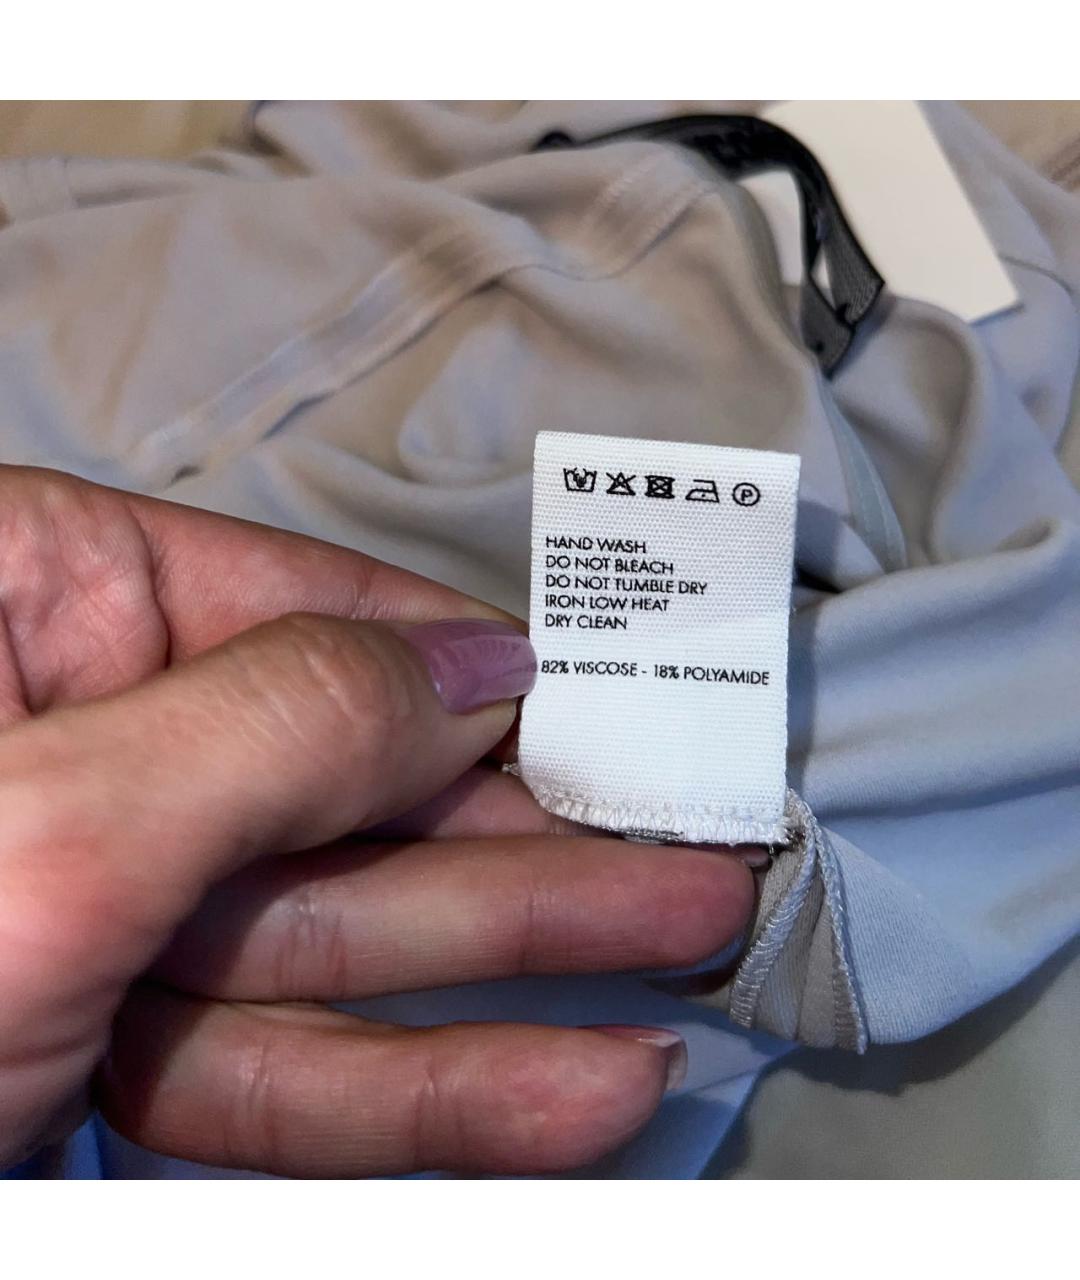 P
HAND WASH
DO NOT BLEACH
DO NOT TUMBLE DRY
IRON LOW HEAT
DRY CLEAN
82% VISCOSE - 18% POLYAMIDE